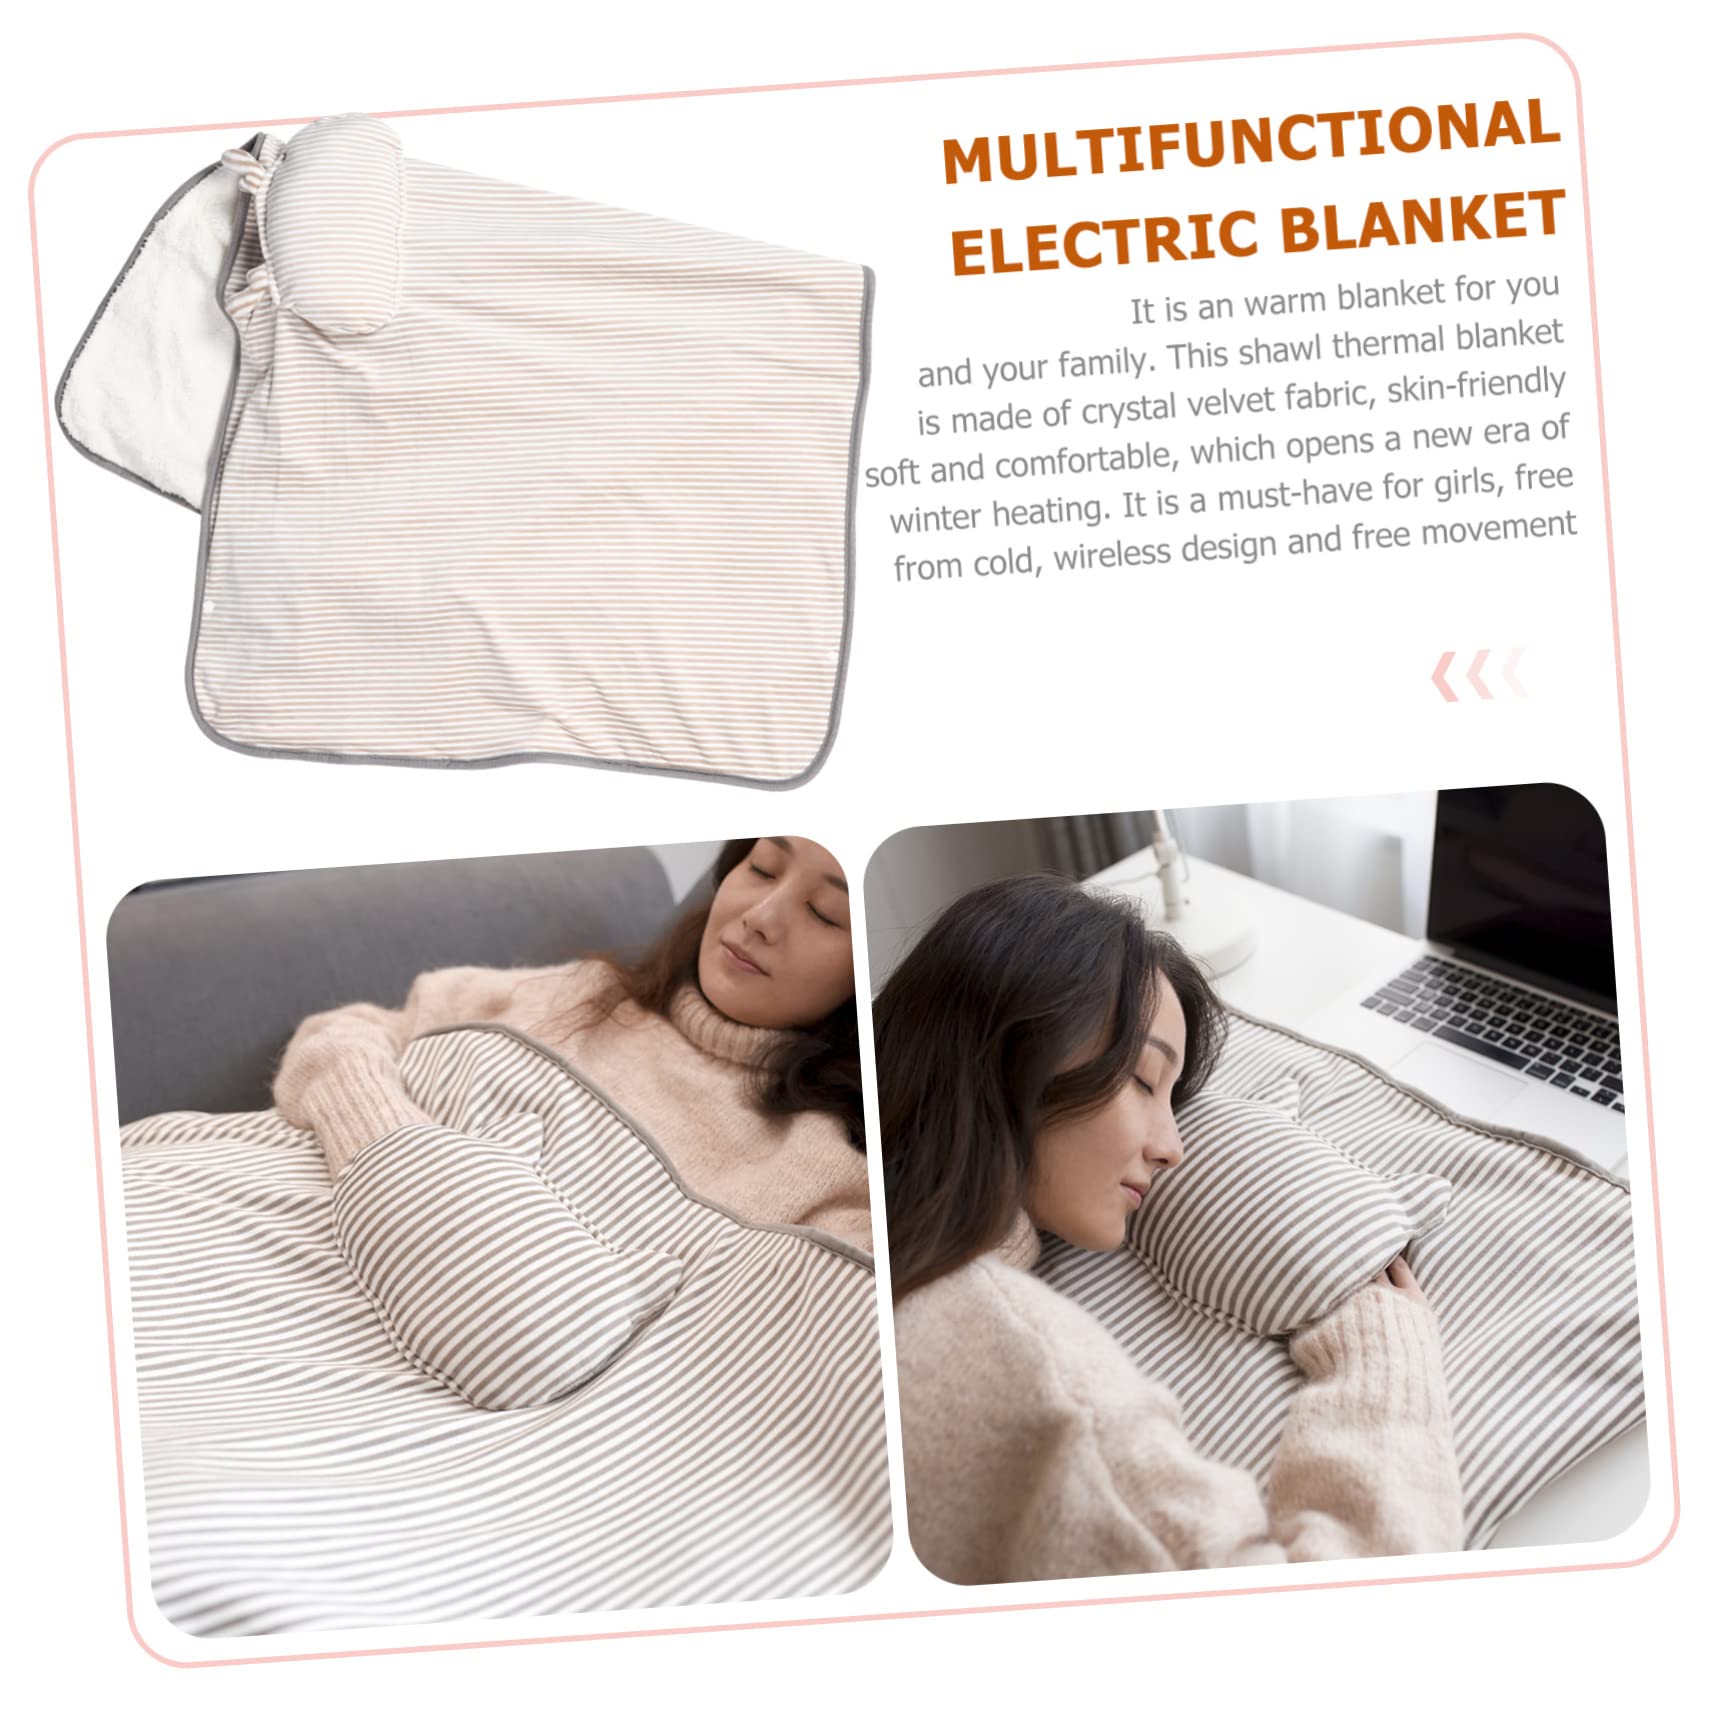 MULTIFUNCTIONAL
ELECTRIC BLANKET
It is an warm blanket for you
and your family. This shawl thermal blanket
is made of crystal velvet fabric, skin-friendly
soft and comfortable, which opens a new era of
winter heating. It is a must-have for girls, free
from cold, wireless design and free movement